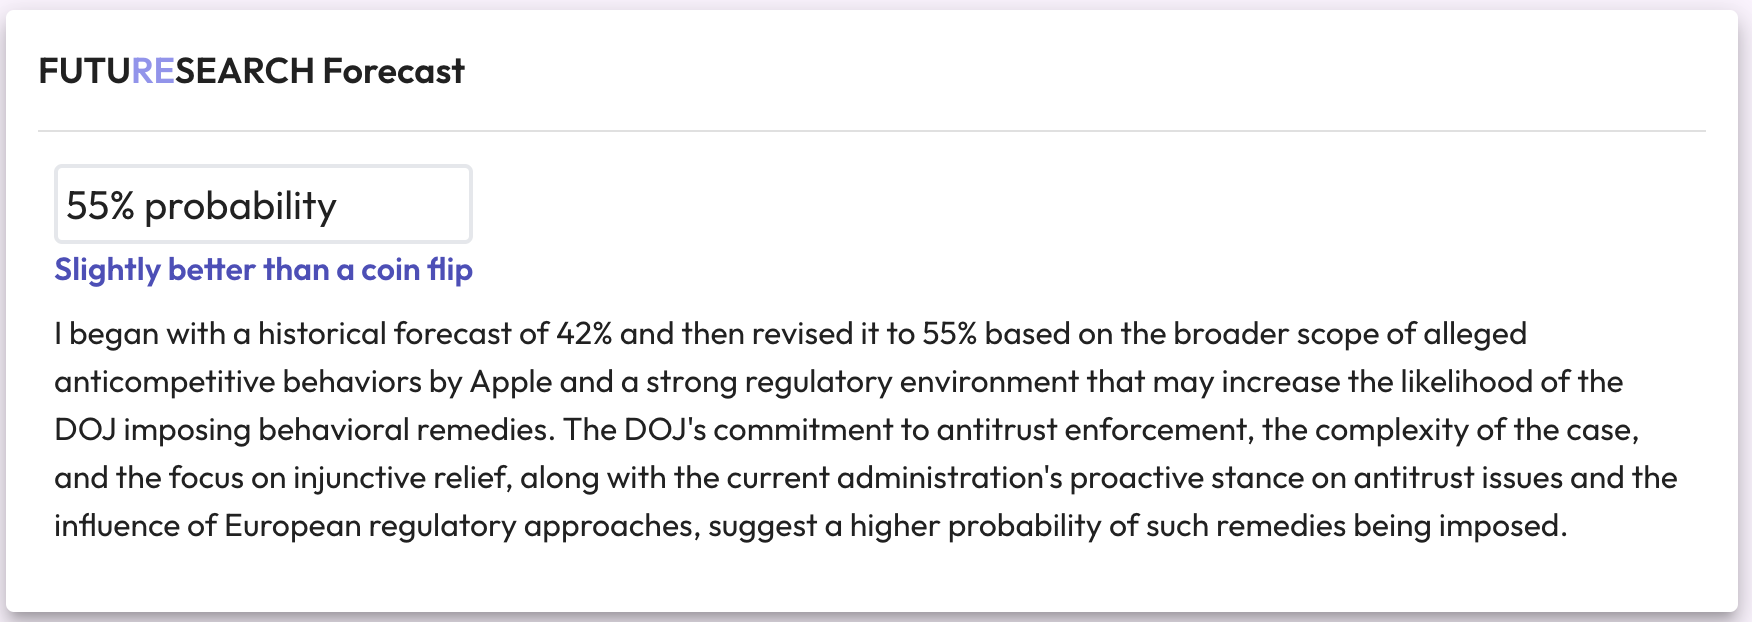 FUTURESEARCH Forecast
55% probability
Slightly better than a coin flip
I began with a historical forecast of 42% and then revised it to 55% based on the broader scope of alleged
anticompetitive behaviors by Apple and a strong regulatory environment that may increase the likelihood of the
DOJ imposing behavioral remedies. The DOJ's commitment to antitrust enforcement, the complexity of the case,
and the focus on injunctive relief, along with the current administration's proactive stance on antitrust issues and the
influence of European regulatory approaches, suggest a higher probability of such remedies being imposed.